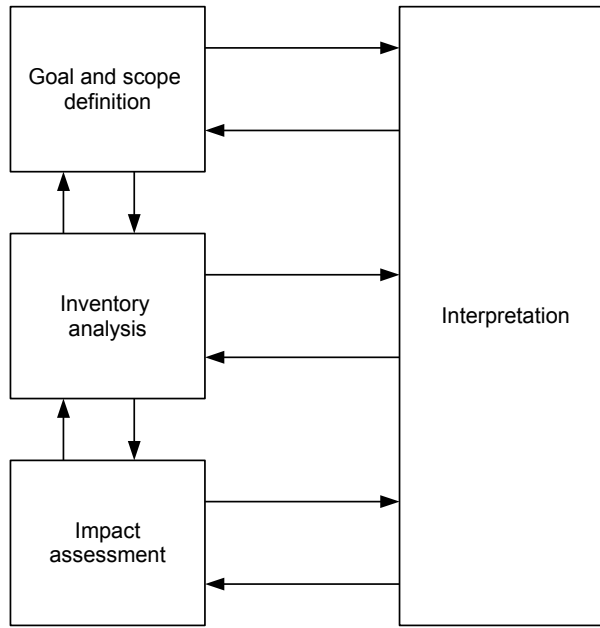 Goal and scope
definition
Inventory
analysis
Interpretation
Impact
assessment